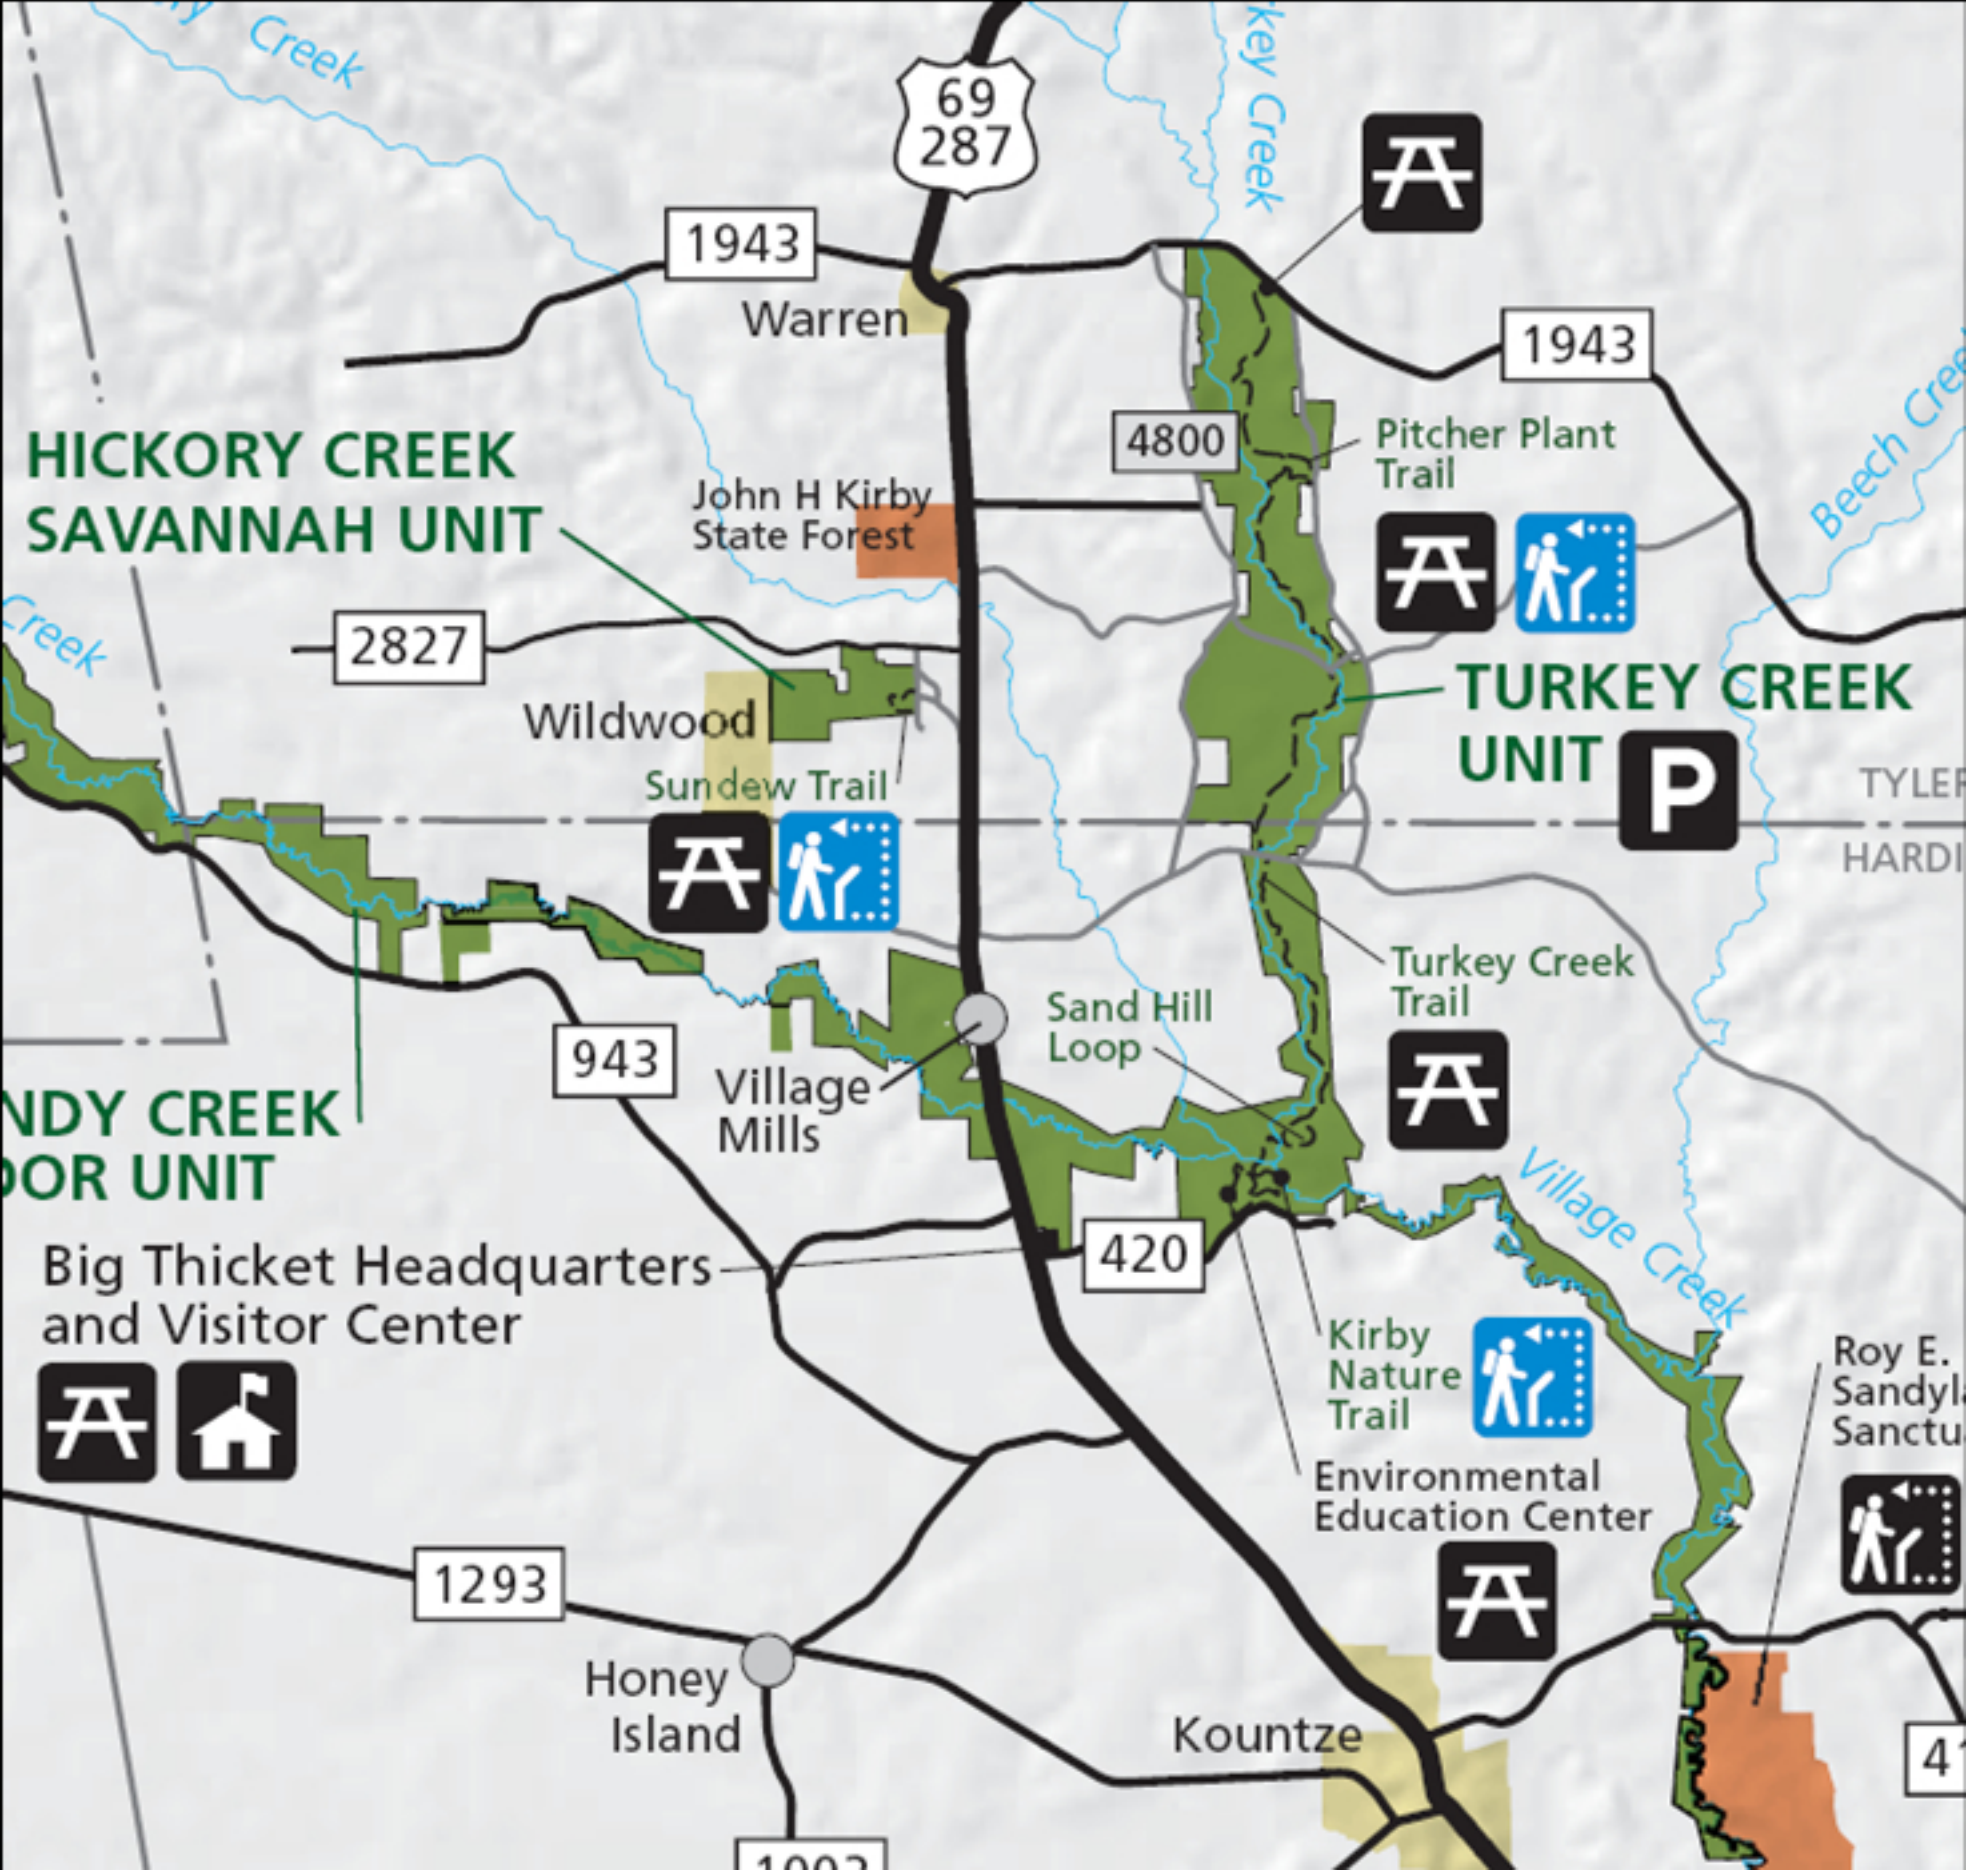 Creek
key Creek
69
287
1943
Warren
1943
Beech Cree
HICKORY CREEK
SAVANNAH UNIT
4800
Pitcher Plant
Trail
John H Kirby
State Forest
Creek
2827
Wildwood
TURKEY CREEK
UNIT
P
Sundew Trail
TYLER
HARDI
Turkey Creek
Trail
Sand Hill
Loop
943
Village
Mills
NDY CREEK
DOR UNIT
Village Creek
Big Thicket Headquarters
and Visitor Center
420
Kirby
Nature
Trail
Roy E.
Sandyla
Sanctu
Environmental
Education Center
1293
Honey
Island
Kountze